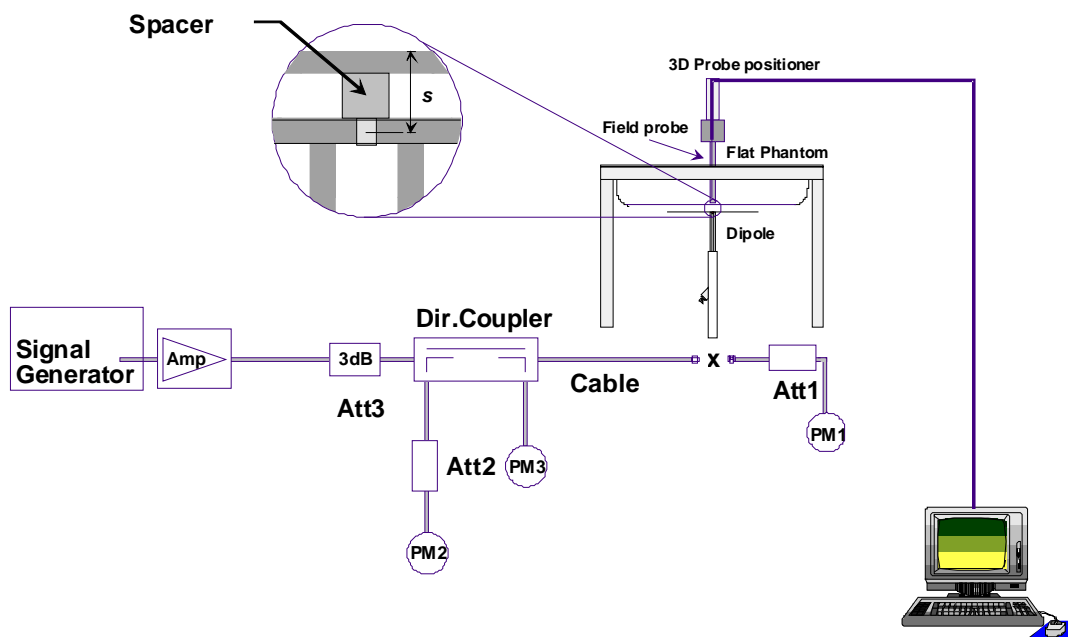 Spacer
s
3D Probe positioner
Field probe
Flat Phantom
Dipole
Dir.Coupler
Signal
Generator
Amp
3dB
Cable
x
Att3
Att1
PM1
Att2
PM3
PM2